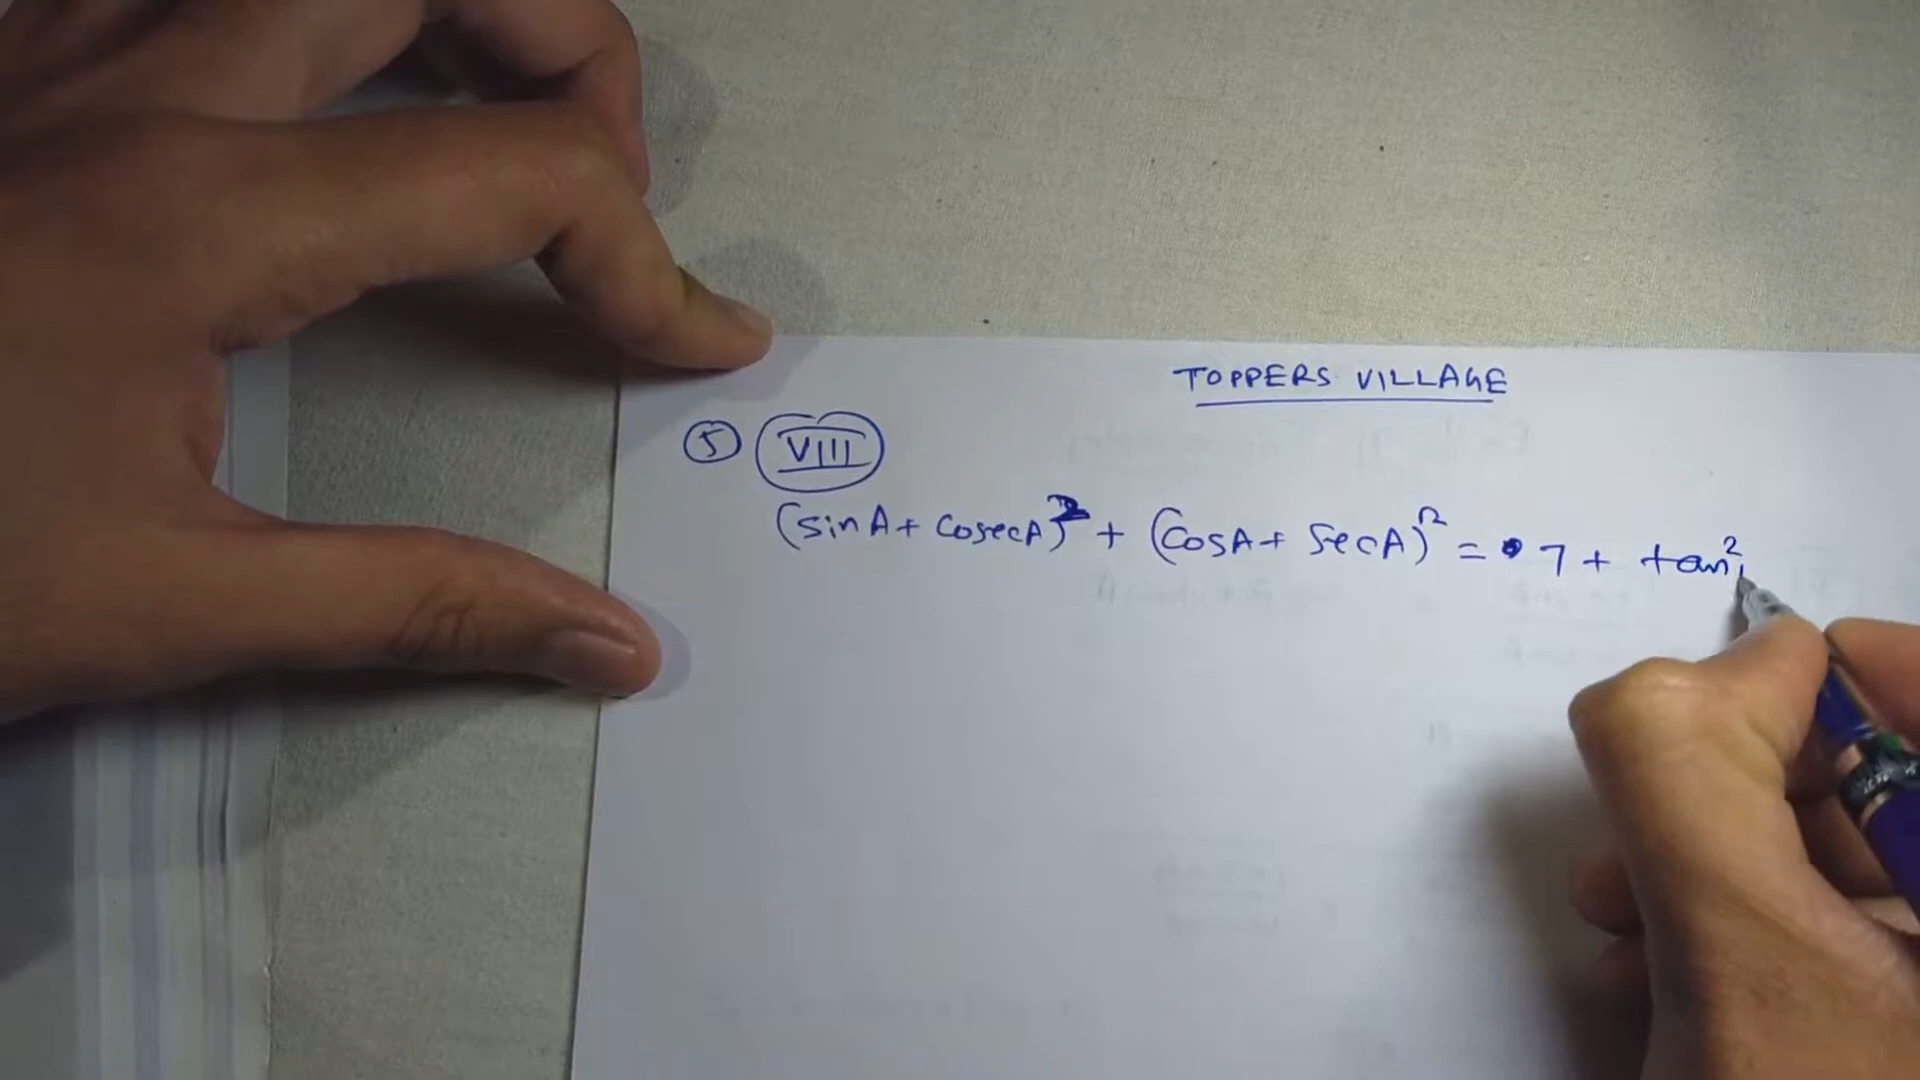 TOPPERS VILLAGE
5 VIII
(sinA + CosecA)² + (CosA + SecA)² = 7 + tan²